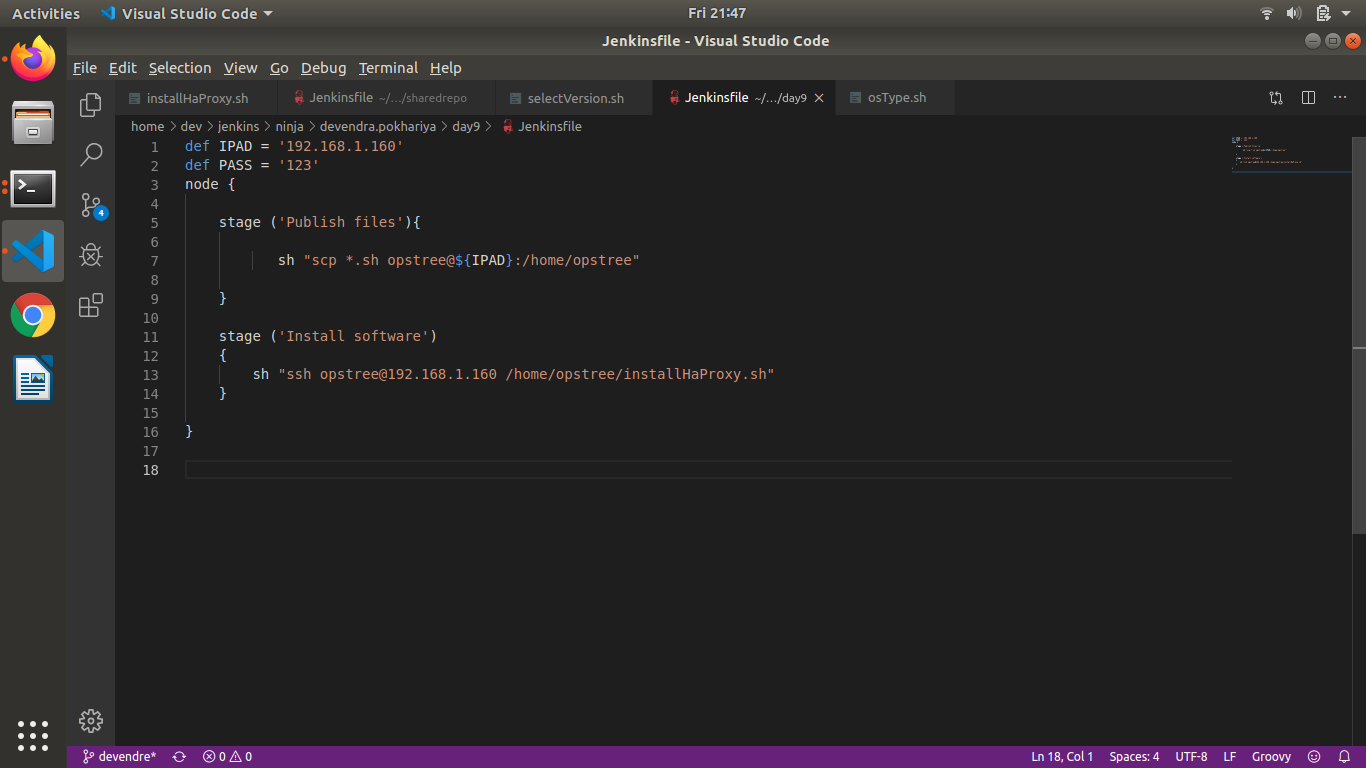 Activities Visual Studio Code Fri 21:47
Jenkinsfile - Visual Studio Code
File Edit Selection View Go Debug Terminal Help
installHaProxy.sh Jenkinsfile ~/.../sharedrepo selectVersion.sh Jenkinsfile ~/.../day9 osType.sh
home > dev > jenkins > ninja > devendra.pokhariya > day9 > Jenkinsfile
1 def IPAD = '192.168.1.160'
2 def PASS = '123'
3 node {
4
5 stage ('Publish files'){
6
7 sh "scp *.sh opstree@${IPAD}:/home/opstree"
8
9 }
10
11 stage ('Install software')
12 {
13 sh "ssh opstree@192.168.1.160 /home/opstree/installHaProxy.sh"
14 }
15
16 }
17
18
4
devendre* 0 0 Ln 18, Col 1 Spaces: 4 UTF-8 LF Groovy